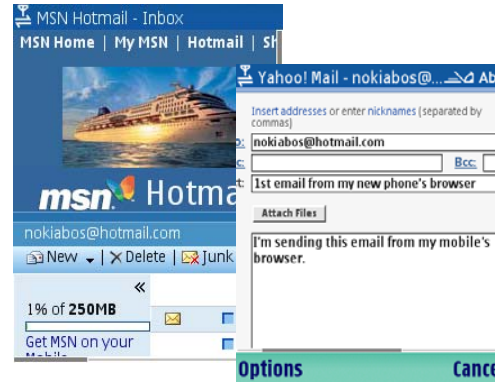 MSN Hotmail - Inbox
MSN Home | My MSN | Hotmail |
msn Hotma
nokiabos@hotmail.com
New | Delete | Junk
«
1% of 250MB
Get MSN on your
Yahoo! Mail - nokiabos@... Ab
Insert addresses or enter nicknames (separated by
commas)
o: nokiabos@hotmail.com
c: Bcc:
t: 1st email from my new phone's browser
Attach Files
I'm sending this email from my mobile's
browser.
Options Cance